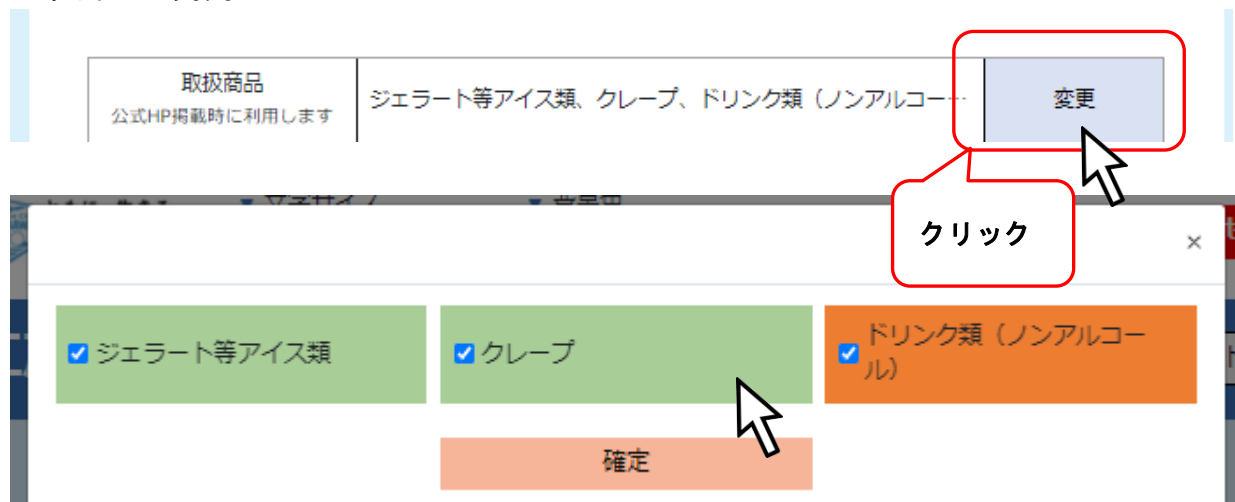 取扱商品
公式HP掲載時に利用します
ジェラート等アイス類、クレープ、ドリンク類（ノンアルコー…
変更
クリック
×
ジェラート等アイス類
クレープ
ドリンク類（ノンアルコー
ル）
確定